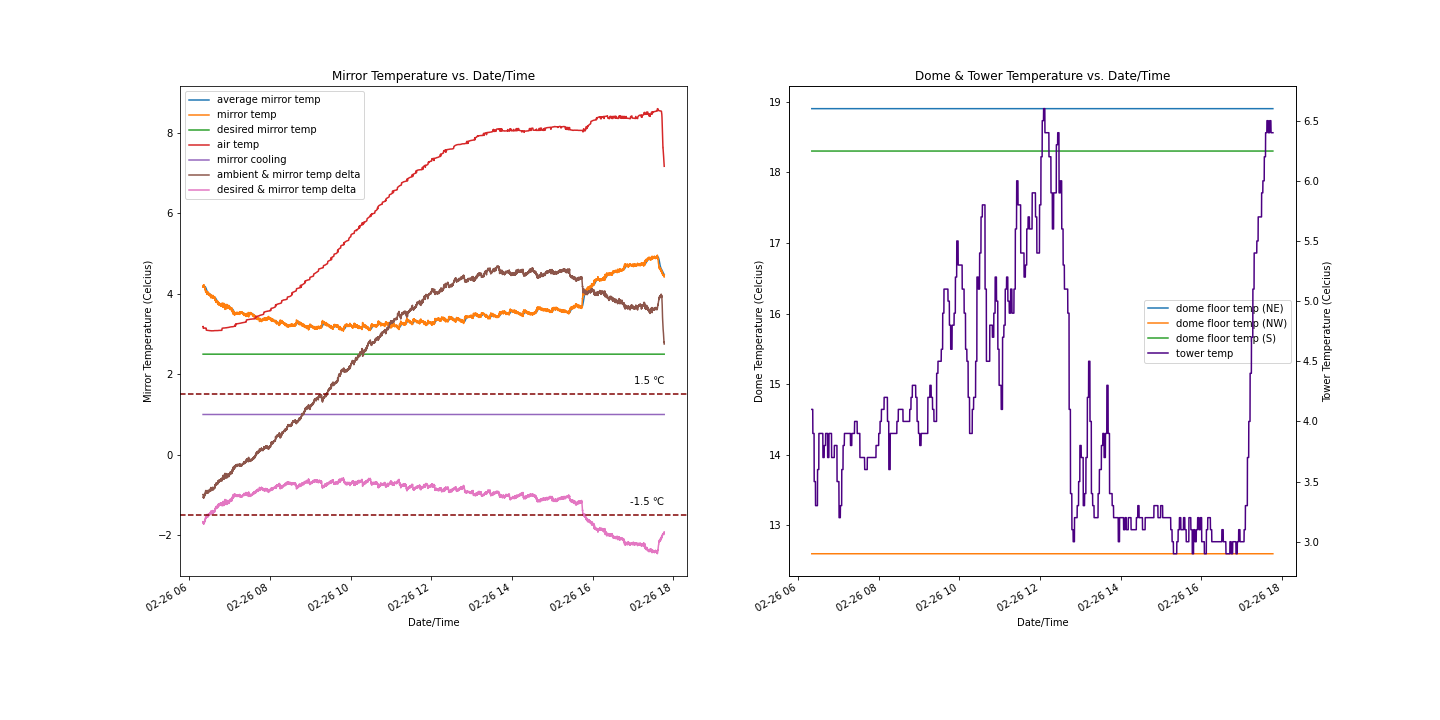 Mirror Temperature vs. Date/Time
average mirror temp
mirror temp
desired mirror temp
air temp
mirror cooling
ambient & mirror temp delta
desired & mirror temp delta
8
6
4
2
0
−2
Mirror Temperature (Celcius)
1.5 °C
-1.5 °C
02-26 06
02-26 08
02-26 10
02-26 12
02-26 14
02-26 16
02-26 18
Date/Time
Dome & Tower Temperature vs. Date/Time
19
18
17
16
15
14
13
Dome Temperature (Celcius)
dome floor temp (NE)
dome floor temp (NW)
dome floor temp (S)
tower temp
6.5
6.0
5.5
5.0
4.5
4.0
3.5
3.0
Tower Temperature (Celcius)
02-26 06
02-26 08
02-26 10
02-26 12
02-26 14
02-26 16
02-26 18
Date/Time